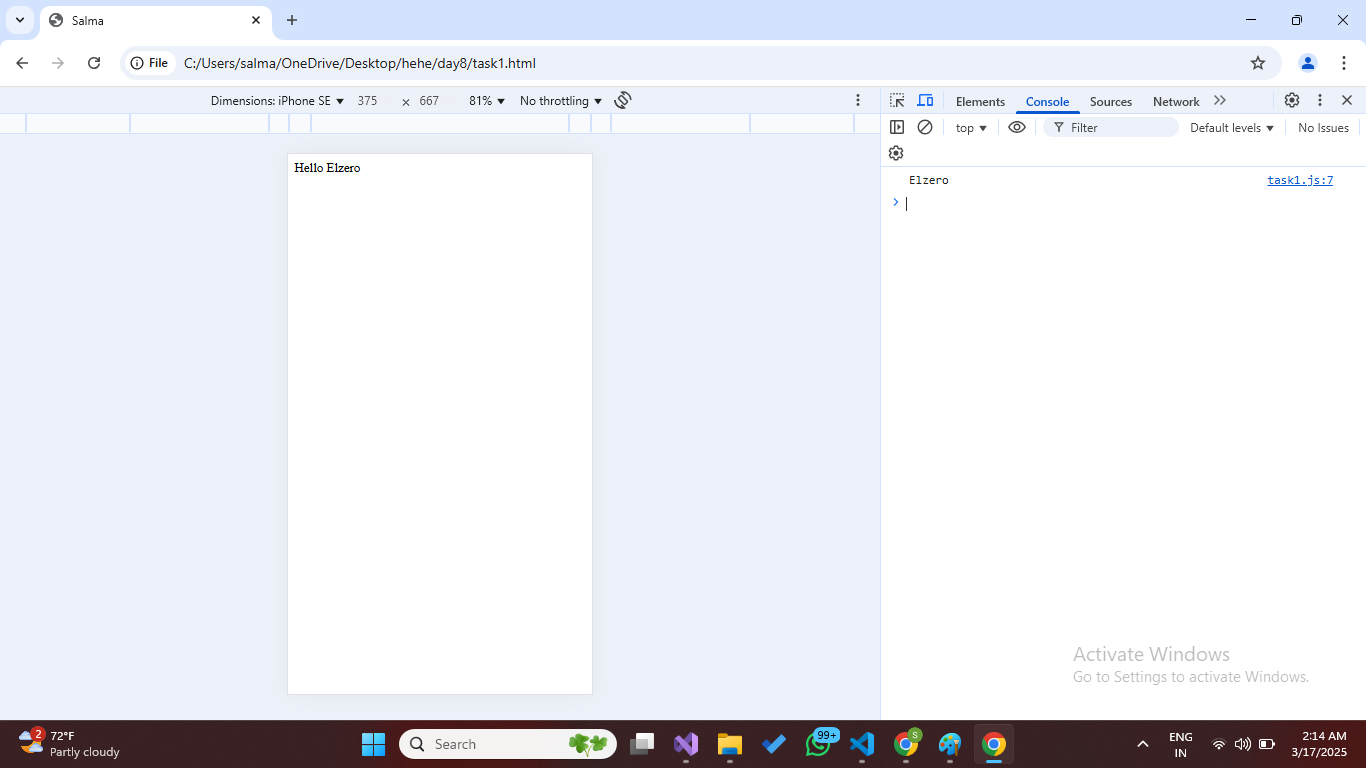 Salma
File C:/Users/salma/OneDrive/Desktop/hehe/day8/task1.html
Dimensions: iPhone SE 375 × 667 81% No throttling
Elements Console Sources Network
top Filter Default levels No Issues
Hello Elzero
Elzero task1.js:7
Activate Windows
Go to Settings to activate Windows.
2 72°F
Partly cloudy
Search
99+
S
ENG
IN
2:14 AM
3/17/2025